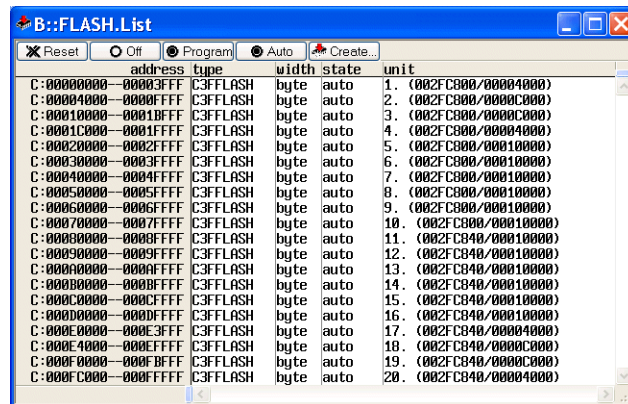 B::FLASH.List
Reset Off Program Auto Create...
address type width state unit
C:00000000--00003FFF C3FFLASH byte auto 1. (002FC800/00004000)
C:00004000--0000FFFF C3FFLASH byte auto 2. (002FC800/0000C000)
C:00010000--0001BFFF C3FFLASH byte auto 3. (002FC800/0000C000)
C:0001C000--0001FFFF C3FFLASH byte auto 4. (002FC800/00004000)
C:00020000--0002FFFF C3FFLASH byte auto 5. (002FC800/00010000)
C:00030000--0003FFFF C3FFLASH byte auto 6. (002FC800/00010000)
C:00040000--0004FFFF C3FFLASH byte auto 7. (002FC800/00010000)
C:00050000--0005FFFF C3FFLASH byte auto 8. (002FC800/00010000)
C:00060000--0006FFFF C3FFLASH byte auto 9. (002FC800/00010000)
C:00070000--0007FFFF C3FFLASH byte auto 10. (002FC800/00010000)
C:00080000--0008FFFF C3FFLASH byte auto 11. (002FC840/00010000)
C:00090000--0009FFFF C3FFLASH byte auto 12. (002FC840/00010000)
C:000A0000--000AFFFF C3FFLASH byte auto 13. (002FC840/00010000)
C:000B0000--000BFFFF C3FFLASH byte auto 14. (002FC840/00010000)
C:000C0000--000CFFFF C3FFLASH byte auto 15. (002FC840/00010000)
C:000D0000--000DFFFF C3FFLASH byte auto 16. (002FC840/00010000)
C:000E0000--000E3FFF C3FFLASH byte auto 17. (002FC840/00004000)
C:000E4000--000EFFFF C3FFLASH byte auto 18. (002FC840/0000C000)
C:000F0000--000FBFFF C3FFLASH byte auto 19. (002FC840/0000C000)
C:000FC000--000FFFFF C3FFLASH byte auto 20. (002FC840/00004000)